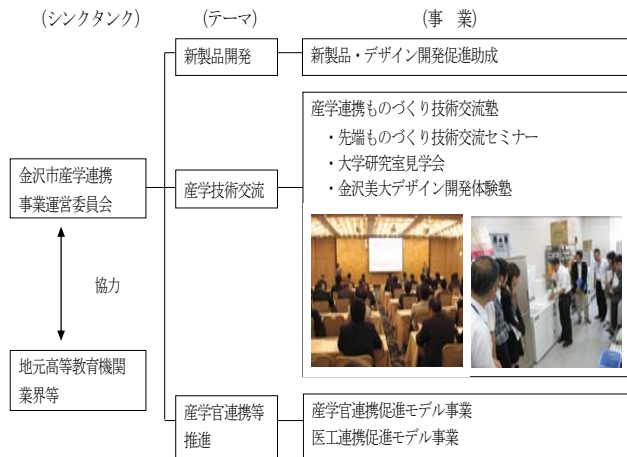 (シンクタンク)
(テーマ)
(事　業)
新製品開発
新製品・デザイン開発促進助成
産学連携ものづくり技術交流塾
・先端ものづくり技術交流セミナー
・大学研究室見学会
・金沢美大デザイン開発体験塾
金沢市産学連携
事業運営委員会
産学技術交流
協力
地元高等教育機関
業界等
産学官連携等
推進
産学官連携促進モデル事業
医工連携促進モデル事業